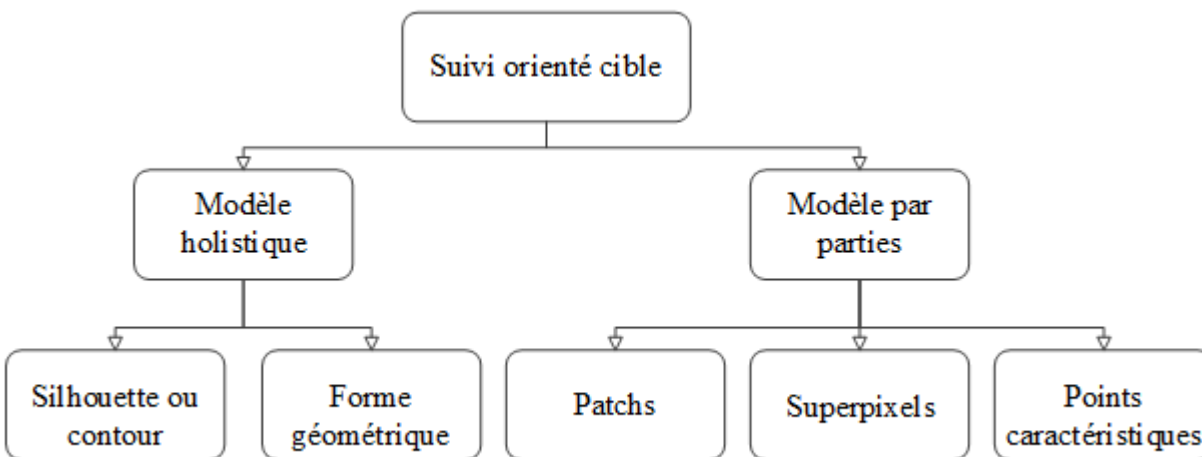 Suivi orienté cible
Modèle
holistique
Modèle par
parties
Silhouette ou
contour
Forme
géométrique
Patchs
Superpixels
Points
caractéristiques